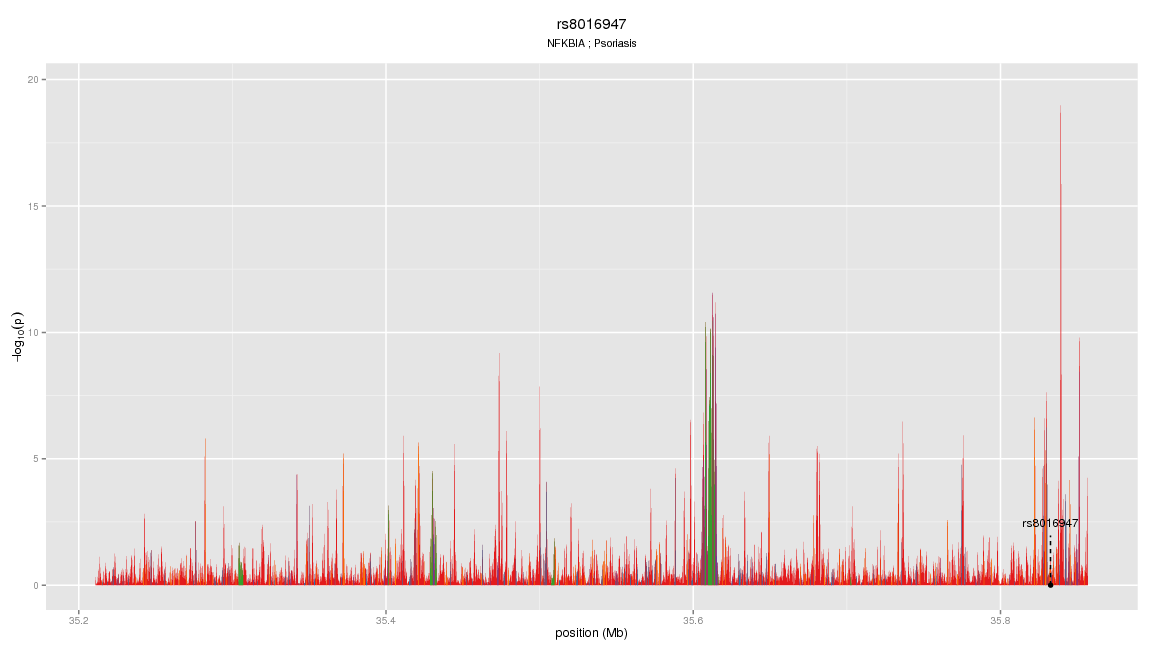 rs8016947
NFKBIA ; Psoriasis
20
15
10
5
0
−log10(p)
rs8016947
35.2
35.4
35.6
35.8
position (Mb)